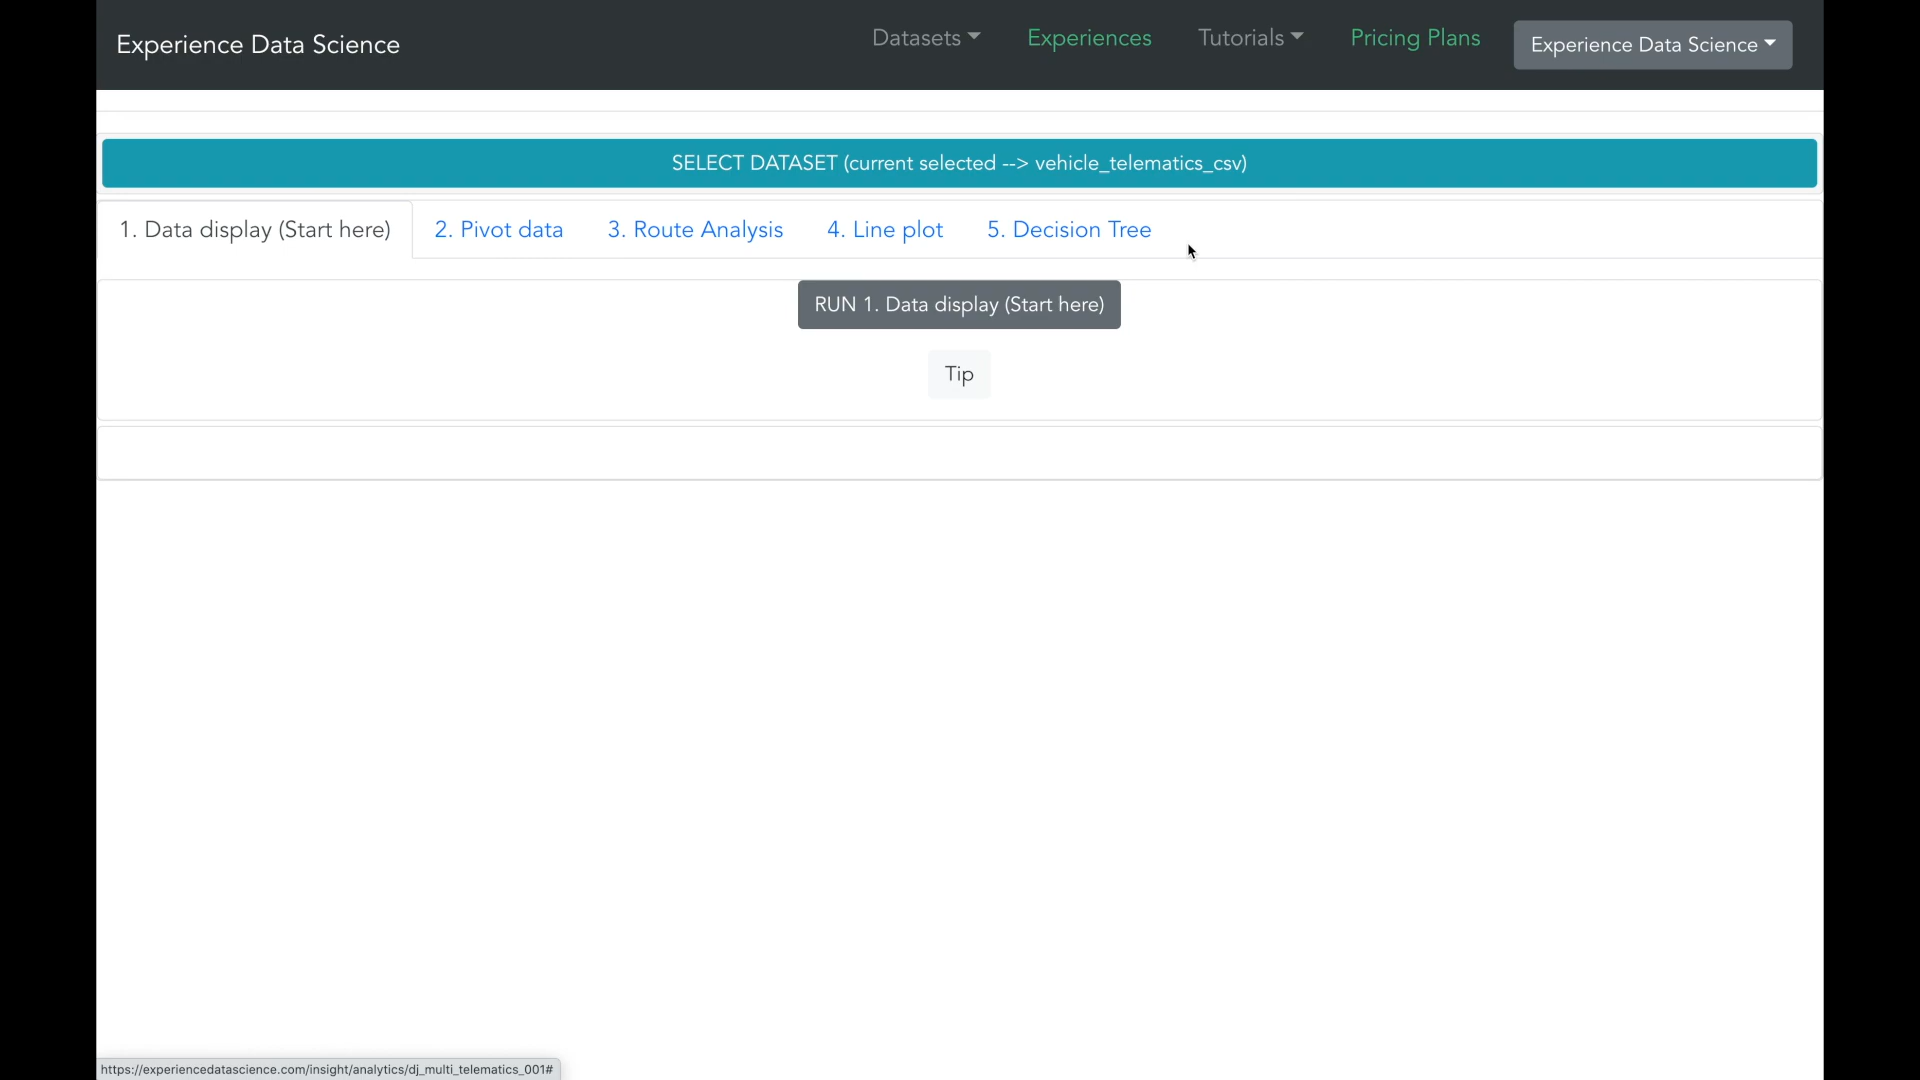 Experience Data Science
Datasets
Experiences
Tutorials
Pricing Plans
Experience Data Science
SELECT DATASET (current selected --> vehicle_telematics_csv)
1. Data display (Start here)
2. Pivot data
3. Route Analysis
4. Line plot
5. Decision Tree
RUN 1. Data display (Start here)
Tip
https://experiencedatascience.com/insight/analytics/dj_multi_telematics_001#